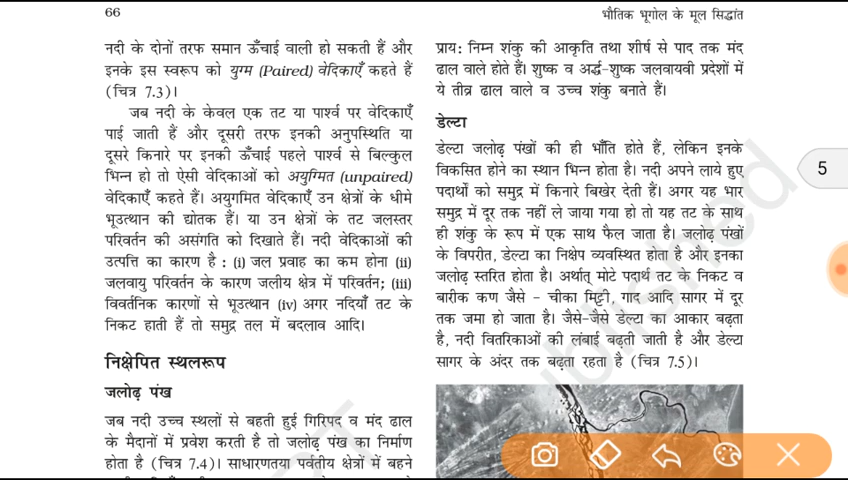 66
भौतिक भूगोल के मूल सिद्धांत
नदी के दोनों तरफ समान ऊँचाई वाली हो सकती हैं और
इनके इस स्वरूप को युग्म (Paired) वेदिकाएँ कहते हैं
(चित्र 7.3)।
जब नदी के केवल एक तट या पार्श्व पर वेदिकाएँ
पाई जाती हैं और दूसरी तरफ इनकी अनुपस्थिति या
दूसरे किनारे पर इनकी ऊँचाई पहले पार्श्व से बिल्कुल
भिन्न हो तो ऐसी वेदिकाओं को अयुग्मित (unpaired)
वेदिकाएँ कहते हैं। अयुगमित वेदिकाएँ उन क्षेत्रों के धीमे
भूउत्थान की द्योतक हैं। या उन क्षेत्रों के तट जलस्तर
परिवर्तन की असंगति को दिखाते हैं। नदी वेदिकाओं की
उत्पत्ति का कारण है : (i) जल प्रवाह का कम होना (ii)
जलवायु परिवर्तन के कारण जलीय क्षेत्र में परिवर्तन; (iii)
विवर्तनिक कारणों से भूउत्थान (iv) अगर नदियाँ तट के
निकट हाती हैं तो समुद्र तल में बदलाव आदि।
निक्षेपित स्थलरूप
जलोढ़ पंख
जब नदी उच्च स्थलों से बहती हुई गिरिपद व मंद ढाल
के मैदानों में प्रवेश करती है तो जलोढ़ पंख का निर्माण
होता है (चित्र 7.4)। साधारणतया पर्वतीय क्षेत्रों में बहने
प्राय: निम्न शंकु की आकृति तथा शीर्ष से पाद तक मंद
ढाल वाले होते हैं। शुष्क व अर्द्ध-शुष्क जलवायवी प्रदेशों में
ये तीव्र ढाल वाले व उच्च शंकु बनाते हैं।
डेल्टा
डेल्टा जलोढ़ पंखों की ही भाँति होते हैं, लेकिन इनके
विकसित होने का स्थान भिन्न होता है। नदी अपने लाये हुए
पदार्थों को समुद्र में किनारे बिखेर देती हैं। अगर यह भार
समुद्र में दूर तक नहीं ले जाया गया हो तो यह तट के साथ
ही शंकु के रूप में एक साथ फैल जाता है। जलोढ़ पंखों
के विपरीत, डेल्टा का निक्षेप व्यवस्थित होता है और इनका
जलोढ़ स्तरित होता है। अर्थात् मोटे पदार्थ तट के निकट व
बारीक कण जैसे – चीका मिट्टी, गाद आदि सागर में दूर
तक जमा हो जाता है। जैसे-जैसे डेल्टा का आकार बढ़ता
है, नदी वितरिकाओं की लंबाई बढ़ती जाती है और डेल्टा
सागर के अंदर तक बढ़ता रहता है (चित्र 7.5)।
5